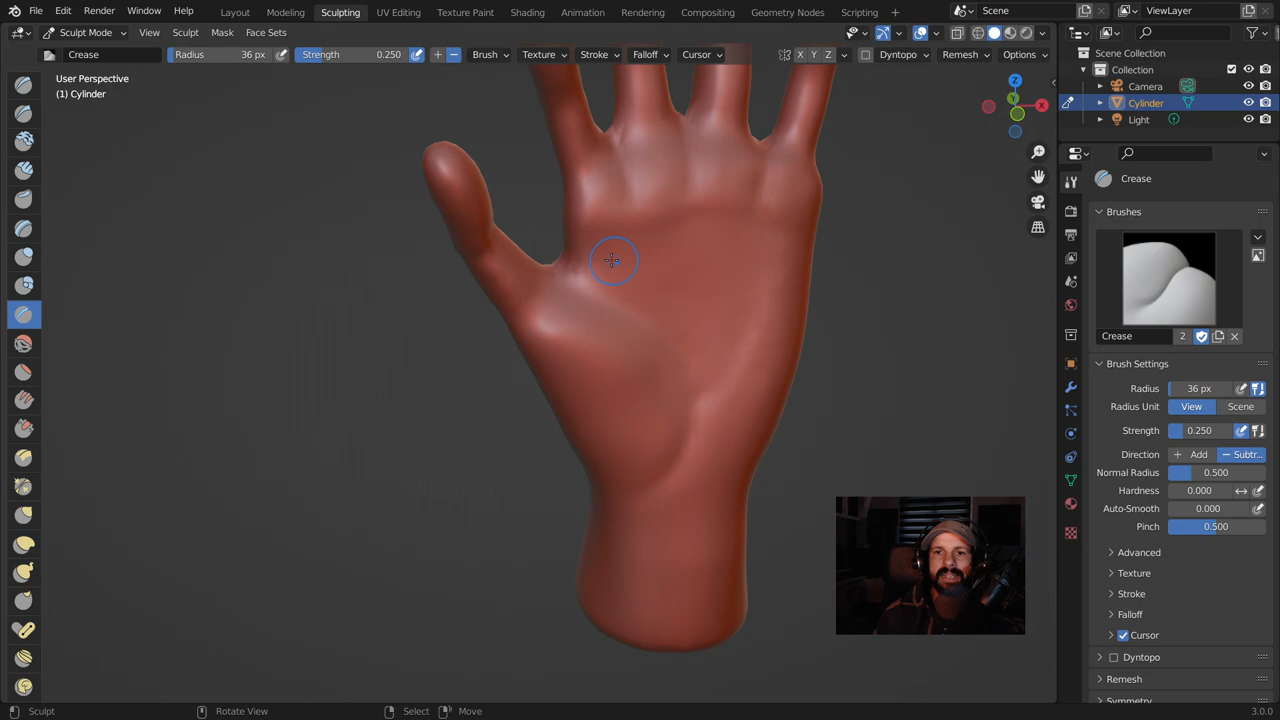 File Edit Render Window Help Layout Modeling Sculpting UV Editing Texture Paint Shading Animation Rendering Compositing Geometry Nodes Scripting + Scene ViewLayer
Sculpt Mode View Sculpt Mask Face Sets
Crease Radius 36 px Strength 0.250 + − Brush Texture Stroke Falloff Cursor X Y Z Dyntopo Remesh Options
User Perspective
(1) Cylinder
Z
Y
X
Scene Collection
Collection
Camera
Cylinder
Light
Crease
Brushes
Crease 2
Brush Settings
Radius 36 px
Radius Unit View Scene
Strength 0.250
Direction + Add − Subtr...
Normal Radius 0.500
Hardness 0.000
Auto-Smooth 0.000
Pinch 0.500
Advanced
Texture
Stroke
Falloff
Cursor
Dyntopo
Remesh
Symmetry
Sculpt Rotate View Select Move 3.0.0